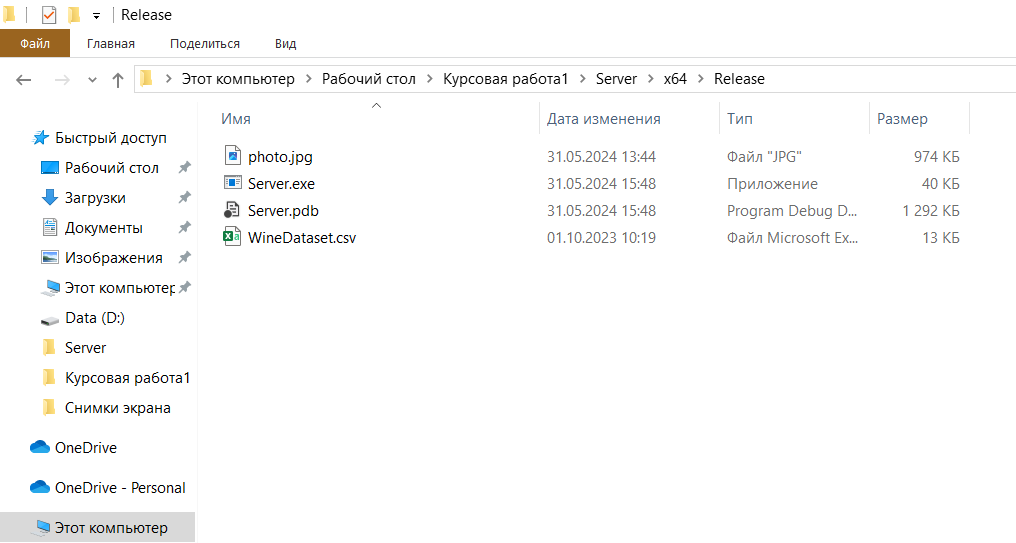 Release
Файл Главная Поделиться Вид
Этот компьютер Рабочий стол Курсовая работа1 Server x64 Release
Имя Дата изменения Тип Размер
photo.jpg 31.05.2024 13:44 Файл "JPG" 974 КБ
Server.exe 31.05.2024 15:48 Приложение 40 КБ
Server.pdb 31.05.2024 15:48 Program Debug D... 1 292 КБ
WineDataset.csv 01.10.2023 10:19 Файл Microsoft Ex... 13 КБ
Быстрый доступ
Рабочий стол
Загрузки
Документы
Изображения
Этот компьютер
Data (D:)
Server
Курсовая работа1
Снимки экрана
OneDrive
OneDrive - Personal
Этот компьютер